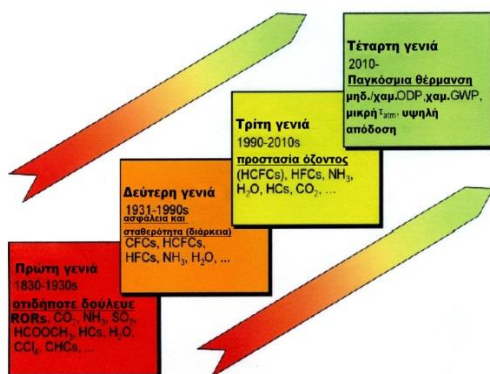 Πρώτη γενιά
1830-1930s
οτιδήποτε δούλευε
RORs, CO₂, NH₃, SO₂,
HCOOCH₃, HCs, H₂O,
CCl₄, CHCs, ...
Δεύτερη γενιά
1931-1990s
ασφάλεια και
σταθερότητα (διάρκεια)
CFCs, HCFCs,
HFCs, NH₃, H₂O, ...
Τρίτη γενιά
1990-2010s
προστασία όζοντος
(HCFCs), HFCs, NH₃,
H₂O, HCs, CO₂, ...
Τέταρτη γενιά
2010-
Παγκόσμια θέρμανση
μηδ./χαμ.ODP,χαμ.GWP,
μικρή τatm, υψηλή
απόδοση